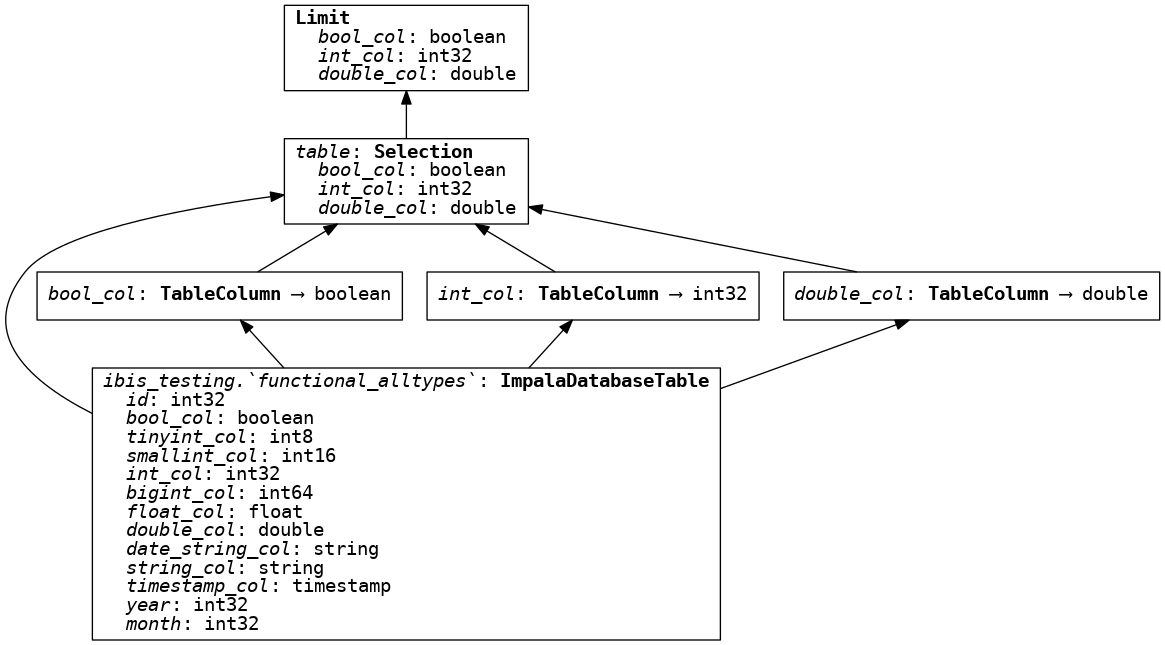 Limit
bool_col: boolean
int_col: int32
double_col: double
table: Selection
bool_col: boolean
int_col: int32
double_col: double
bool_col: TableColumn → boolean
int_col: TableColumn → int32
double_col: TableColumn → double
ibis_testing.`functional_alltypes`: ImpalaDatabaseTable
id: int32
bool_col: boolean
tinyint_col: int8
smallint_col: int16
int_col: int32
bigint_col: int64
float_col: float
double_col: double
date_string_col: string
string_col: string
timestamp_col: timestamp
year: int32
month: int32